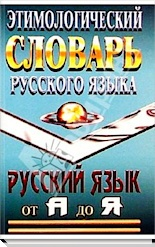 ЭТИМОЛОГИЧЕСКИЙ
СЛОВАРЬ
РУССКОГО ЯЗЫКА
РУССКИЙ ЯЗЫК
от А до Я